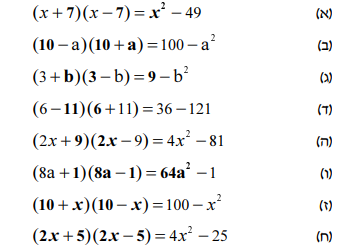 (x+7)(x−7)=x²−49 (א)
(10−a)(10+a)=100−a² (ב)
(3+b)(3−b)=9−b² (ג)
(6−11)(6+11)=36−121 (ד)
(2x+9)(2x−9)=4x²−81 (ה)
(8a+1)(8a−1)=64a²−1 (ו)
(10+x)(10−x)=100−x² (ז)
(2x+5)(2x−5)=4x²−25 (ח)